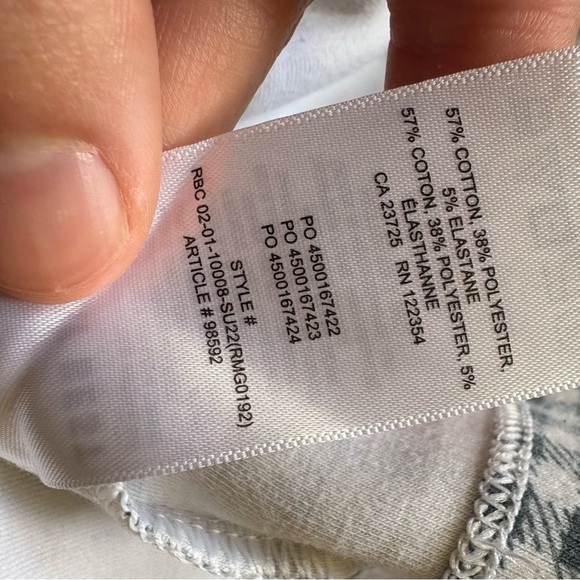 57% COTTON, 38% POLYESTER,
5% ELASTANE
57% COTON, 38% POLYESTER, 5%
ÉLASTHANNE
CA 23725 RN 122354
PO 4500167422
PO 4500167423
PO 4500167424
STYLE #
RBC 02-01-10008-SU22(RMG0192)
ARTICLE # 98592